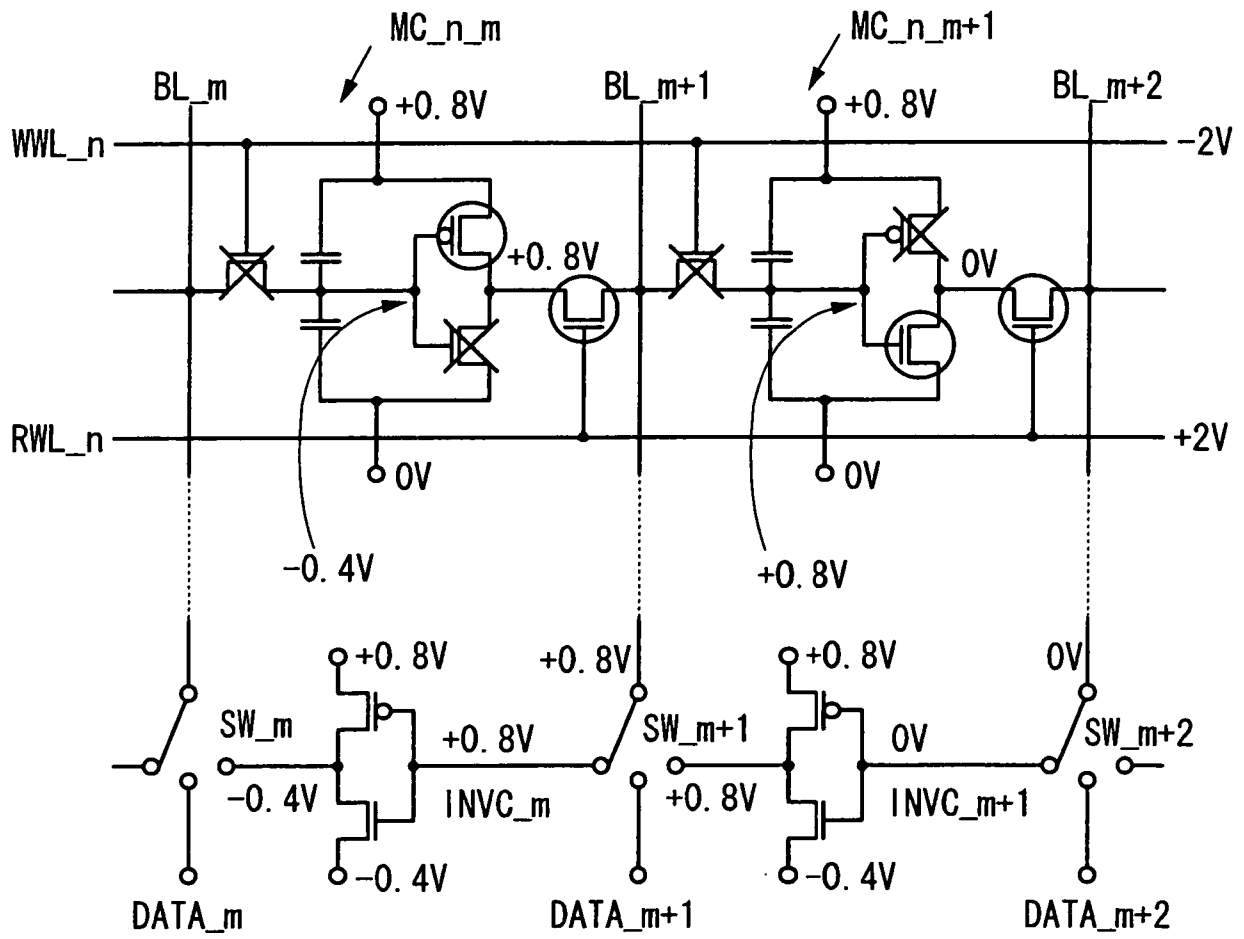 MC_n_m
MC_n_m+1
BL_m
+0.8V
BL_m+1
+0.8V
BL_m+2
WWL_n
-2V
+0.8V
0V
RWL_n
+2V
0V
0V
-0.4V
+0.8V
+0.8V
+0.8V
+0.8V
0V
SW_m
+0.8V
SW_m+1
0V
SW_m+2
-0.4V
INVC_m
+0.8V
INVC_m+1
-0.4V
-0.4V
DATA_m
DATA_m+1
DATA_m+2